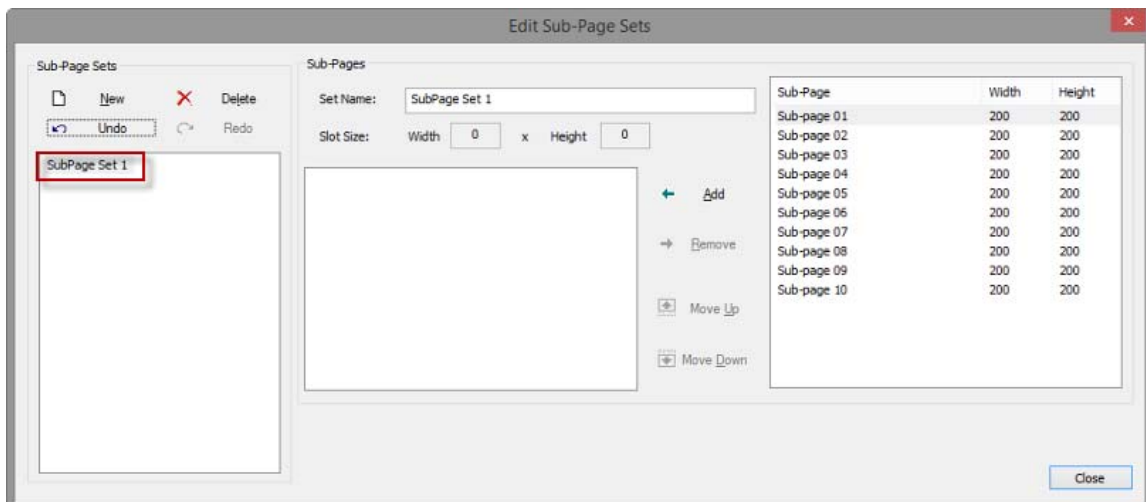 Edit Sub-Page Sets
Sub-Page Sets
New Delete
Undo Redo
SubPage Set 1
Sub-Pages
Set Name: SubPage Set 1
Slot Size: Width 0 x Height 0
Add
Remove
Move Up
Move Down
Sub-Page Width Height
Sub-page 01 200 200
Sub-page 02 200 200
Sub-page 03 200 200
Sub-page 04 200 200
Sub-page 05 200 200
Sub-page 06 200 200
Sub-page 07 200 200
Sub-page 08 200 200
Sub-page 09 200 200
Sub-page 10 200 200
Close